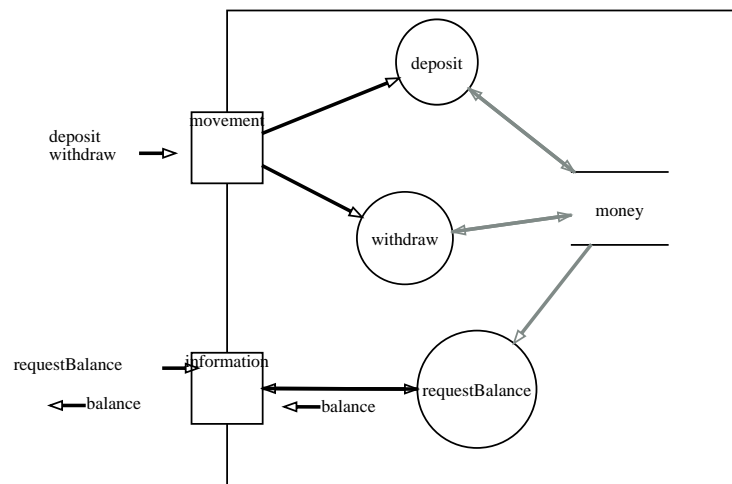 deposit
movement
deposit
withdraw
money
withdraw
information
requestBalance
requestBalance
balance
balance